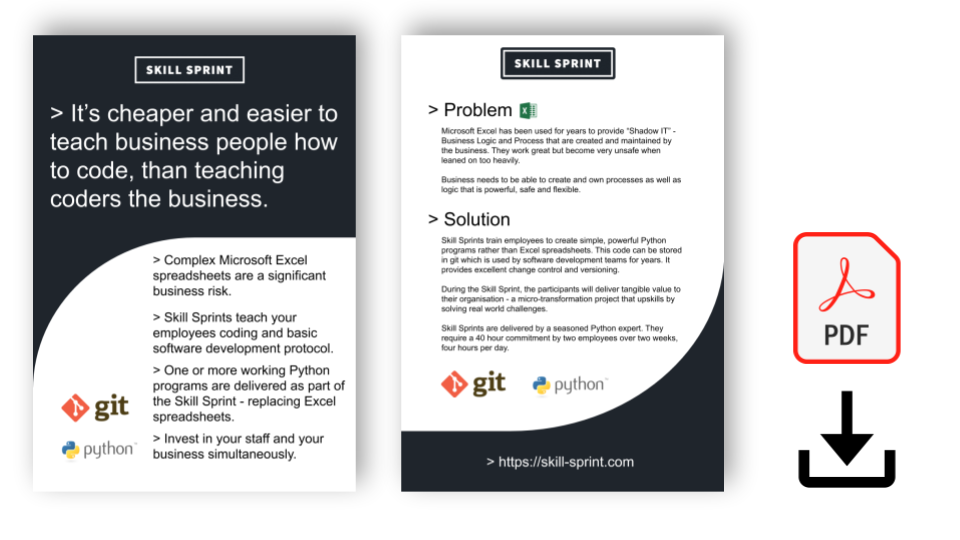 SKILL SPRINT
> It's cheaper and easier to
teach business people how
to code, than teaching
coders the business.
> Complex Microsoft Excel
spreadsheets are a significant
business risk.
> Skill Sprints teach your
employees coding and basic
software development protocol.
> One or more working Python
programs are delivered as part of
the Skill Sprint - replacing Excel
spreadsheets.
> Invest in your staff and your
business simultaneously.
git
python
SKILL SPRINT
> Problem
Microsoft Excel has been used for years to provide "Shadow IT" -
Business Logic and Process that are created and maintained by
the business. They work great but become very unsafe when
leaned on too heavily.
Business needs to be able to create and own processes as well as
logic that is powerful, safe and flexible.
> Solution
Skill Sprints train employees to create simple, powerful Python
programs rather than Excel spreadsheets. This code can be stored
in git which is used by software development teams for years. It
provides excellent change control and versioning.
During the Skill Sprint, the participants will deliver tangible value to
their organisation - a micro-transformation project that upskills by
solving real world challenges.
Skill Sprints are delivered by a seasoned Python expert. They
require a 40 hour commitment by two employees over two weeks,
four hours per day.
git python
> https://skill-sprint.com
PDF